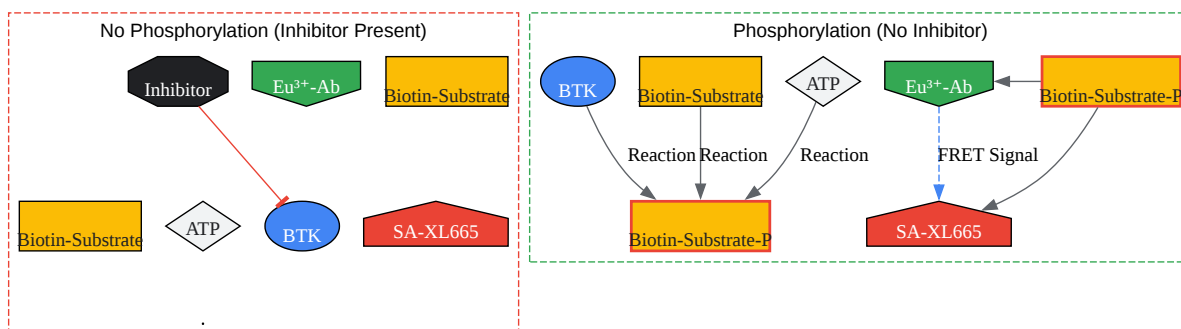 No Phosphorylation (Inhibitor Present)
Inhibitor
Eu³⁺-Ab
Biotin-Substrate
Biotin-Substrate
ATP
BTK
SA-XL665
.
Phosphorylation (No Inhibitor)
BTK
Biotin-Substrate
ATP
Eu³⁺-Ab
Biotin-Substrate-P
Reaction
Reaction
Reaction
FRET Signal
Biotin-Substrate-P
SA-XL665